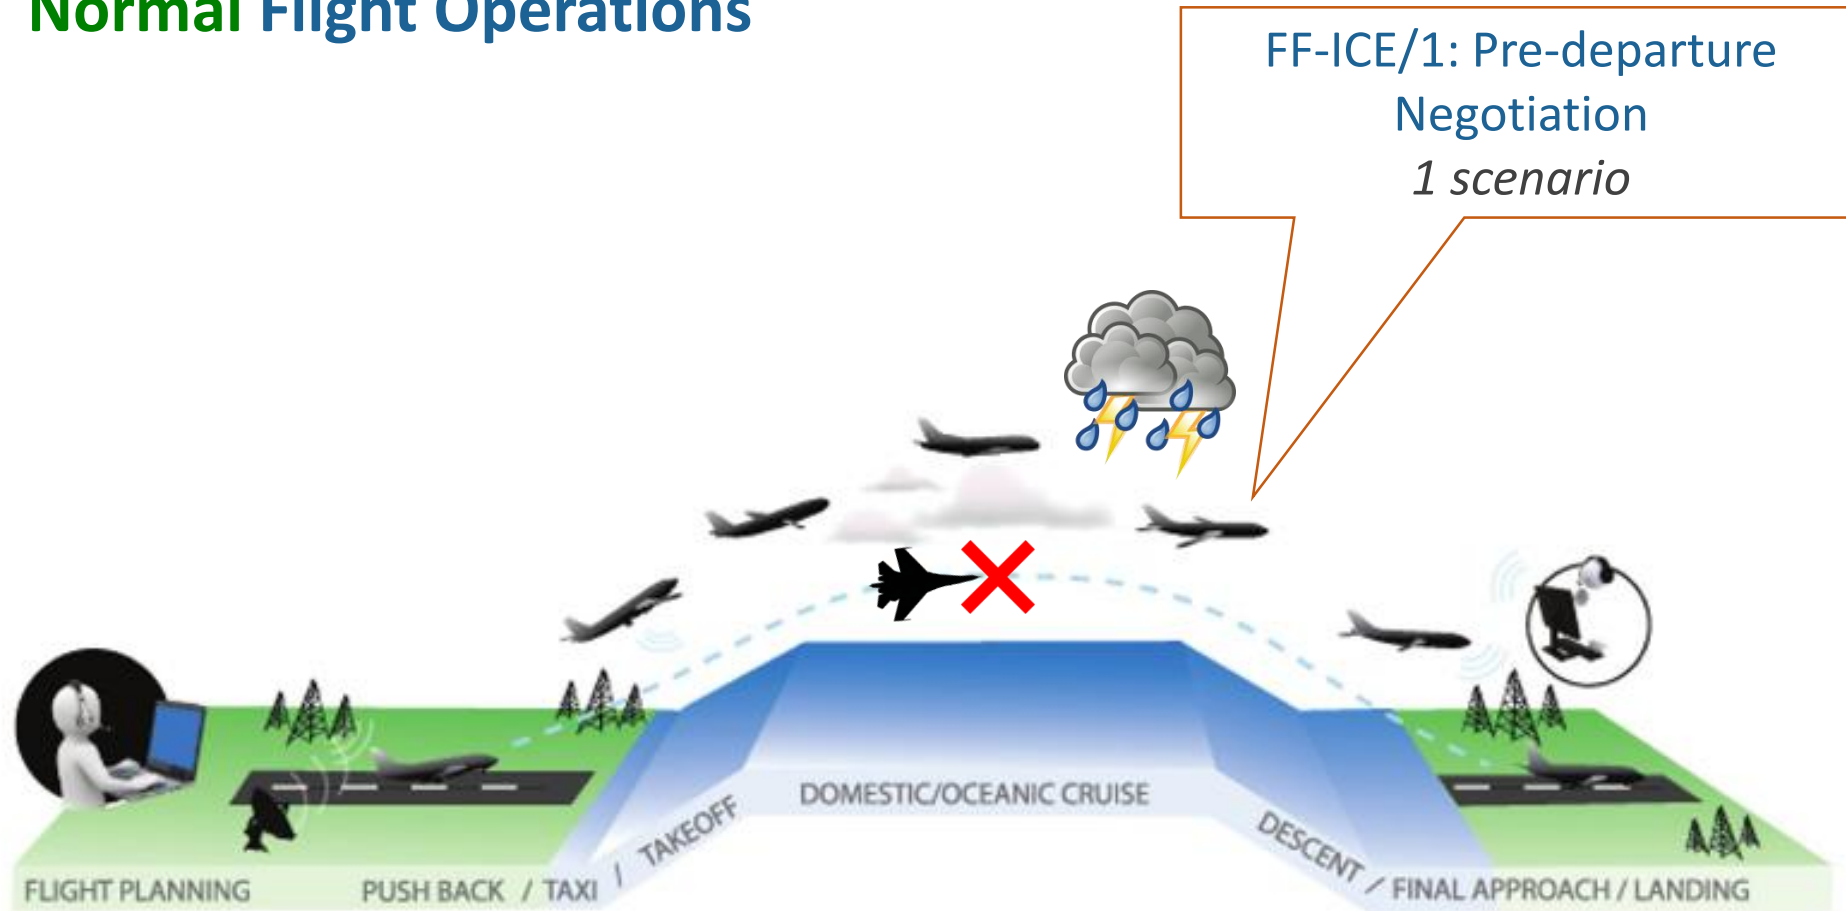 Normal Flight Operations
FF-ICE/1: Pre-departure
Negotiation
1 scenario
DOMESTIC/OCEANIC CRUISE
TAKEOFF
DESCENT
FLIGHT PLANNING
PUSH BACK / TAXI /
/ FINAL APPROACH / LANDING